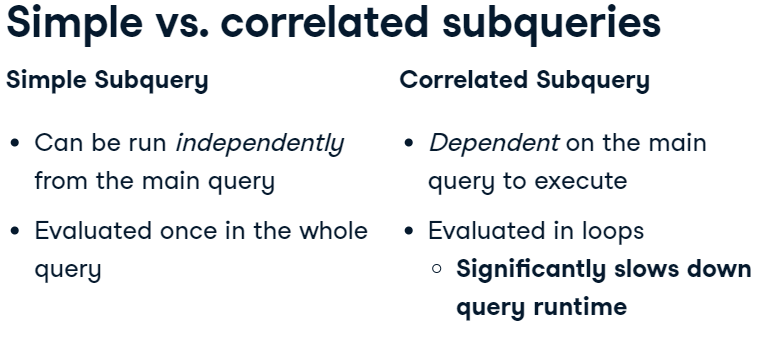 Simple vs. correlated subqueries
Simple Subquery
• Can be run independently
from the main query
• Evaluated once in the whole
query
Correlated Subquery
• Dependent on the main
query to execute
• Evaluated in loops
○ Significantly slows down
query runtime